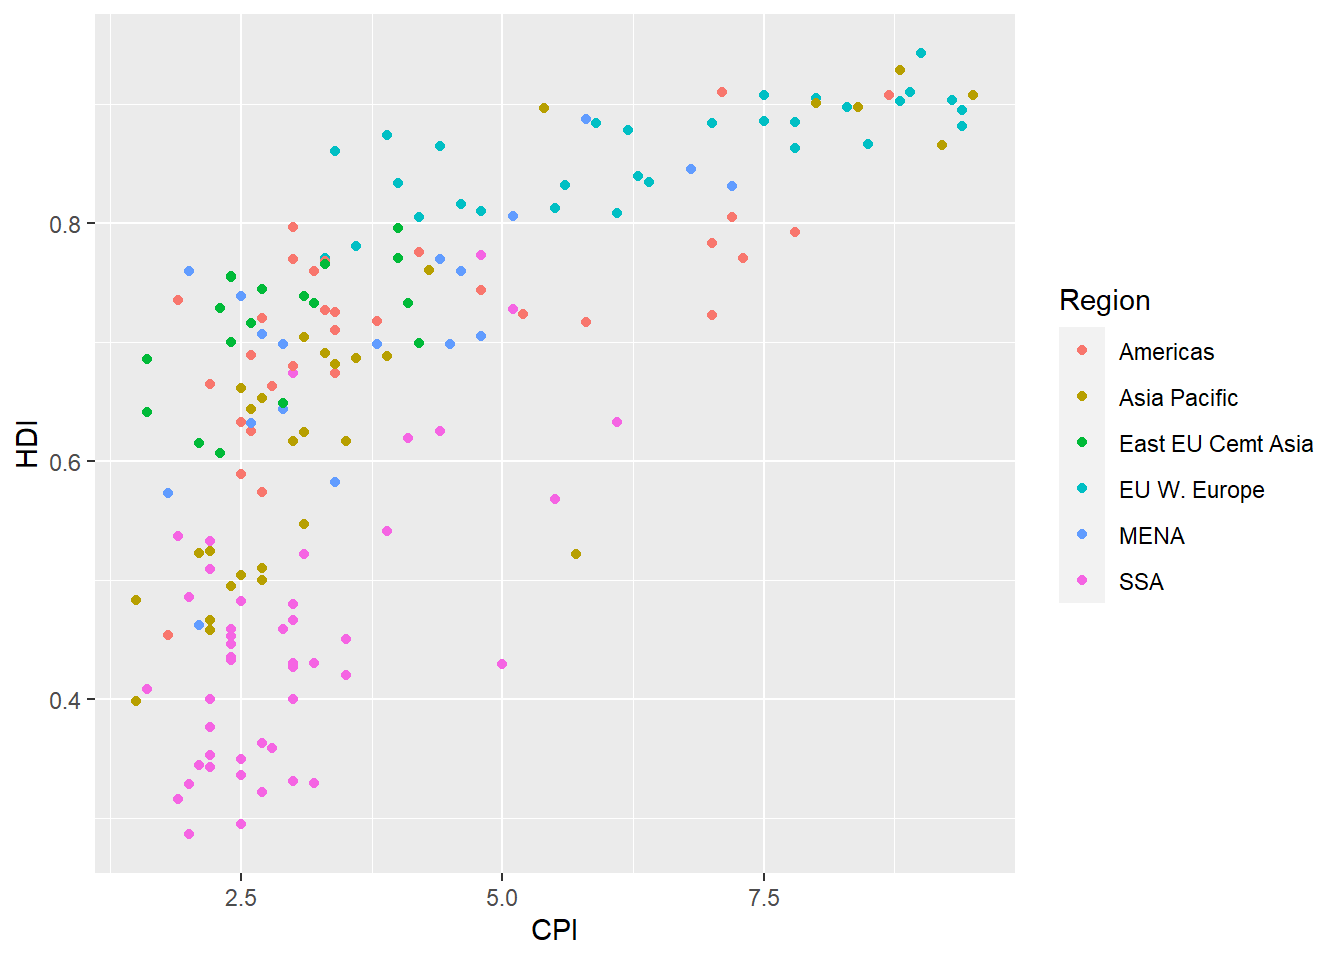 HDI
0.8
0.6
0.4
2.5
5.0
7.5
CPI
Region
Americas
Asia Pacific
East EU Cemt Asia
EU W. Europe
MENA
SSA